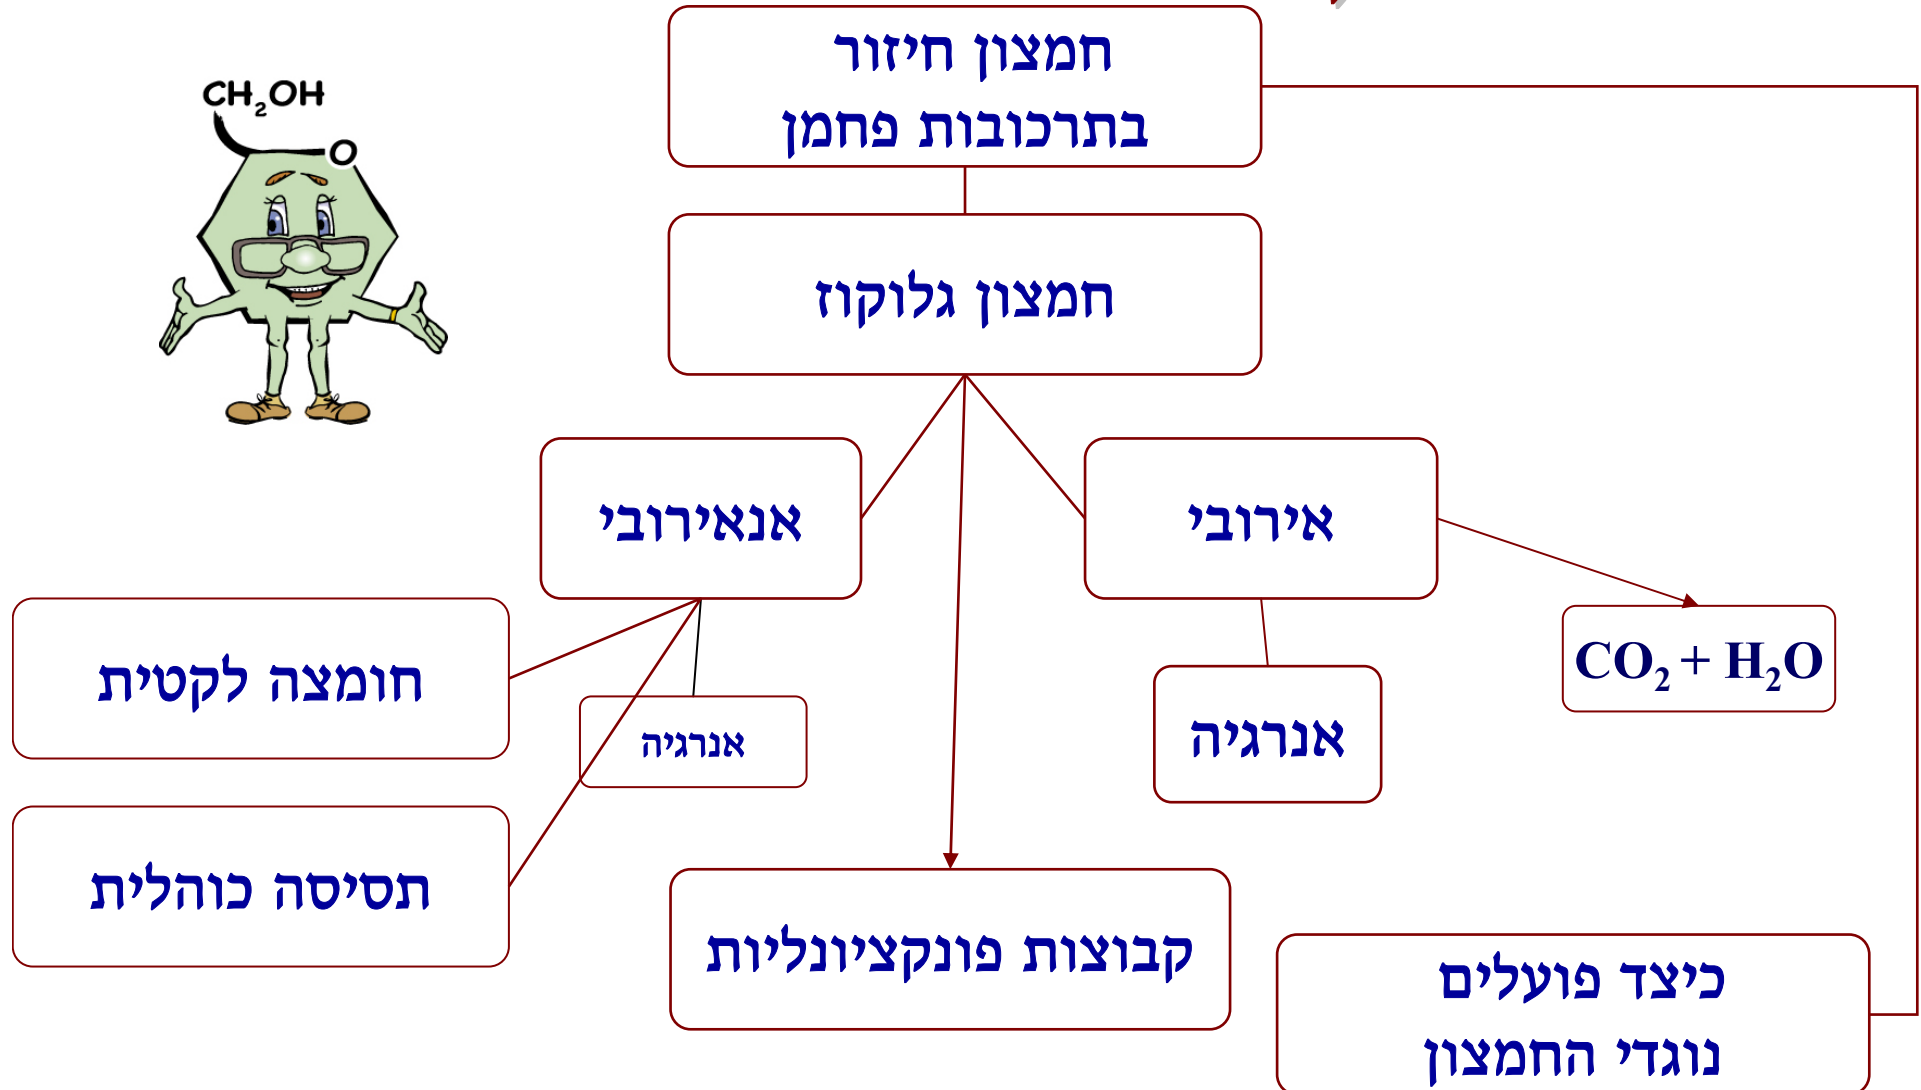 חמצון חיזור
בתרכובות פחמן
CH₂OH
O
חמצון גלוקוז
אירובי
אנאירובי
CO₂ + H₂O
אנרגיה
אנרגיה
חומצה לקטית
תסיסה כוהלית
קבוצות פונקציונליות
כיצד פועלים
נוגדי החמצון